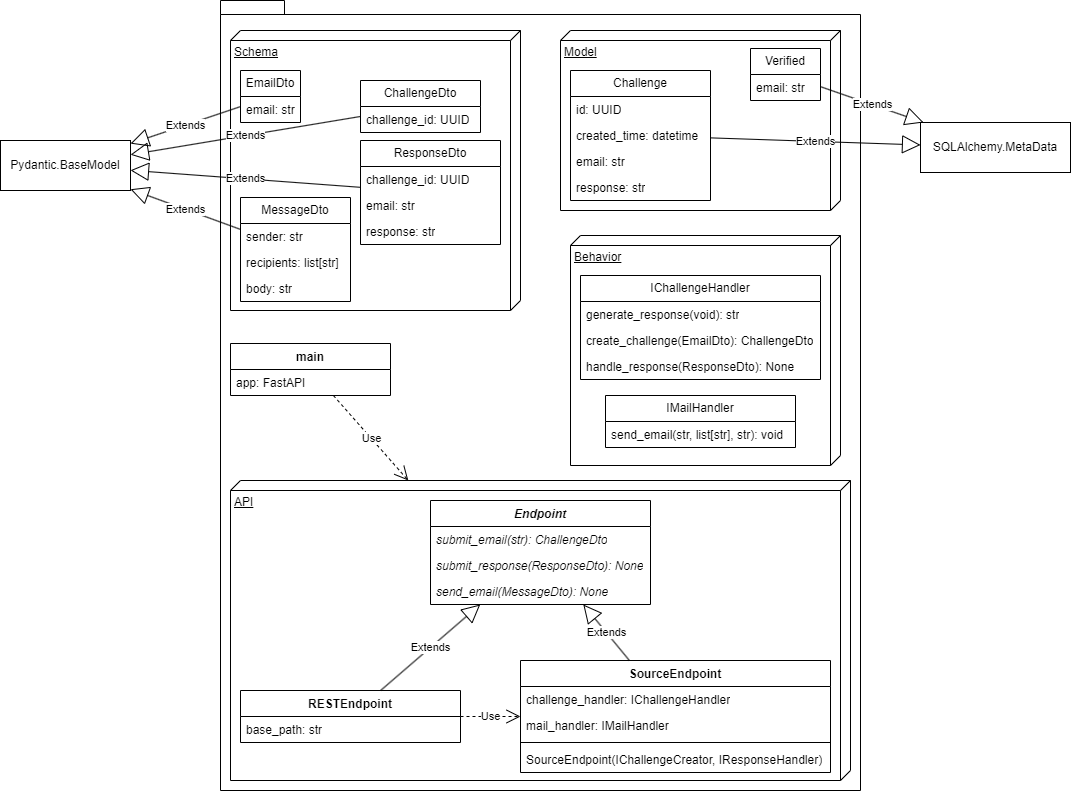 Pydantic.BaseModel
Extends
Extends
Extends
Extends
Schema
EmailDto
email: str
ChallengeDto
challenge_id: UUID
ResponseDto
challenge_id: UUID
email: str
response: str
MessageDto
sender: str
recipients: list[str]
body: str
Model
Challenge
id: UUID
created_time: datetime
email: str
response: str
Verified
email: str
Extends
Extends
SQLAlchemy.MetaData
Behavior
IChallengeHandler
generate_response(void): str
create_challenge(EmailDto): ChallengeDto
handle_response(ResponseDto): None
IMailHandler
send_email(str, list[str], str): void
main
app: FastAPI
Use
API
Endpoint
submit_email(str): ChallengeDto
submit_response(ResponseDto): None
send_email(MessageDto): None
Extends
Extends
RESTEndpoint
base_path: str
Use
SourceEndpoint
challenge_handler: IChallengeHandler
mail_handler: IMailHandler
SourceEndpoint(IChallengeCreator, IResponseHandler)